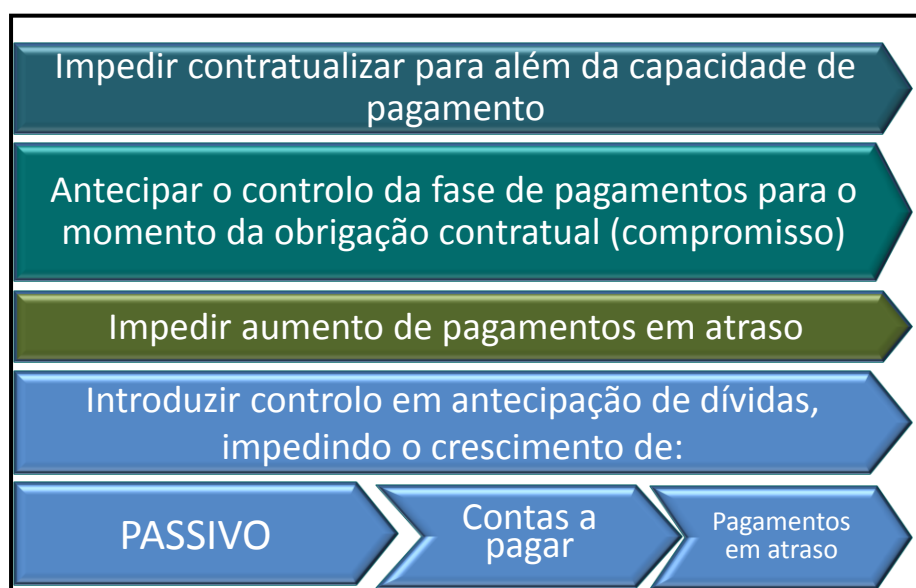 Impedir contratualizar para além da capacidade de
pagamento
Antecipar o controlo da fase de pagamentos para o
momento da obrigação contratual (compromisso)
Impedir aumento de pagamentos em atraso
Introduzir controlo em antecipação de dívidas,
impedindo o crescimento de:
PASSIVO
Contas a
pagar
Pagamentos
em atraso